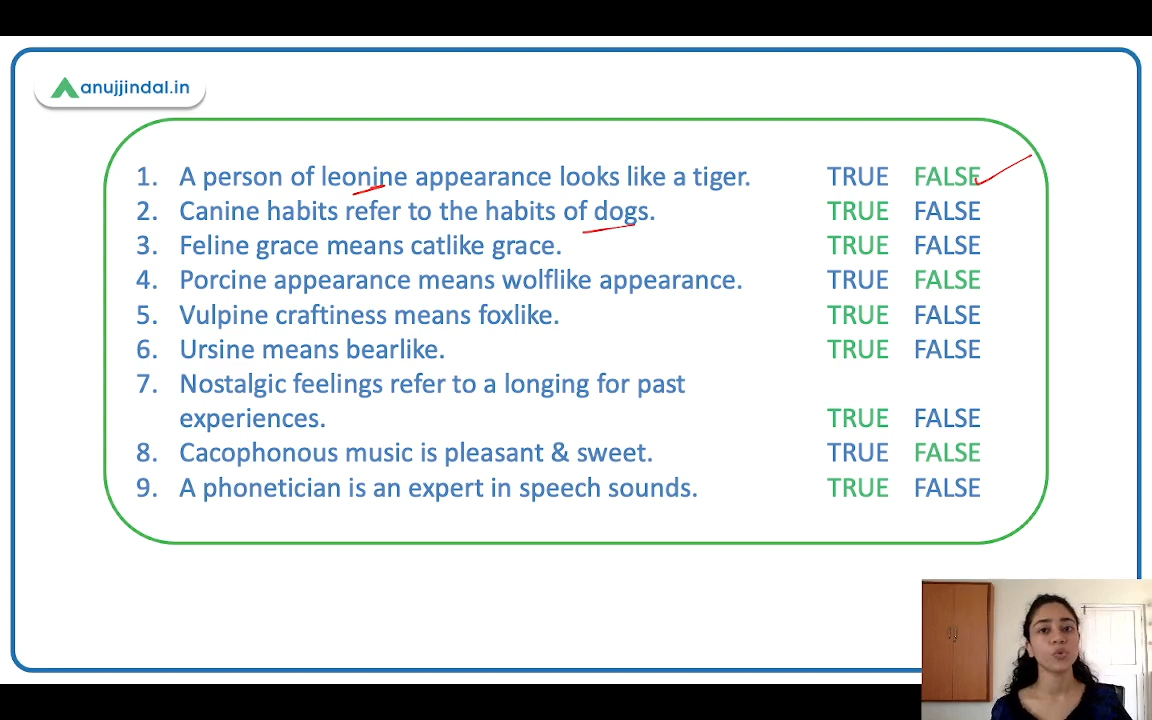 anujjindal.in
1. A person of leonine appearance looks like a tiger. TRUE FALSE
2. Canine habits refer to the habits of dogs. TRUE FALSE
3. Feline grace means catlike grace. TRUE FALSE
4. Porcine appearance means wolflike appearance. TRUE FALSE
5. Vulpine craftiness means foxlike. TRUE FALSE
6. Ursine means bearlike. TRUE FALSE
7. Nostalgic feelings refer to a longing for past
experiences. TRUE FALSE
8. Cacophonous music is pleasant & sweet. TRUE FALSE
9. A phonetician is an expert in speech sounds. TRUE FALSE